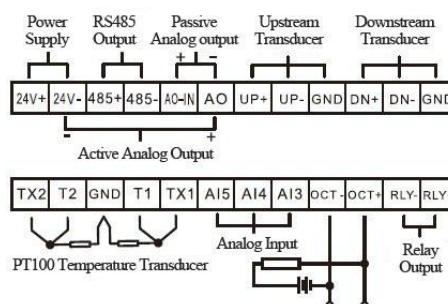 Power Supply RS485 Output Passive Analog output Upstream Transducer Downstream Transducer
+ -
24V+ 24V- 485+ 485- AO-IN AO UP+ UP- GND DN+ DN- GND
- +
Active Analog Output
TX2 T2 GND T1 TX1 AI5 AI4 AI3 OCT- OCT+ RLY- RLY
PT100 Temperature Transducer Analog Input Relay Output